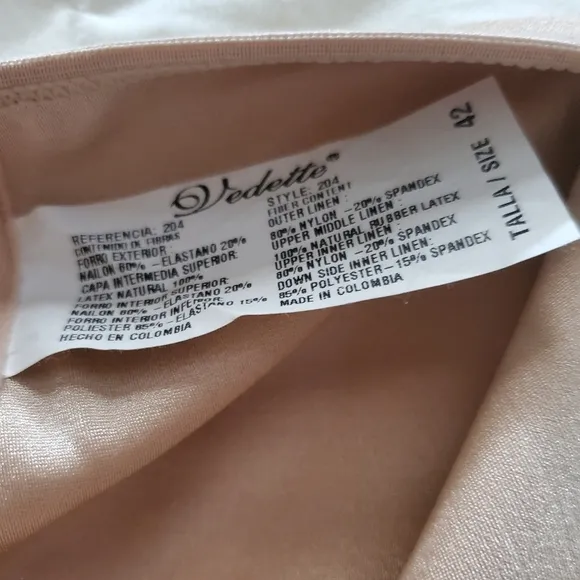 Vedette®
REFERENCIA: 204
CONTENIDO DE FIBRAS
FORRO EXTERIOR:
NAILON 80% - ELASTANO 20%
CAPA INTERMEDIA SUPERIOR:
LATEX NATURAL 100%
FORRO INTERIOR SUPERIOR:
NAILON 80% - ELASTANO 20%
FORRO INTERIOR INFERIOR:
POLIESTER 85% - ELASTANO 15%
HECHO EN COLOMBIA
STYLE: 204
FIBER CONTENT
OUTER LINEN:
80% NYLON -20% SPANDEX
UPPER MIDDLE LINEN:
100% NATURAL RUBBER LATEX
UPPER INNER LINEN:
80% NYLON -20% SPANDEX
DOWN SIDE INNER LINEN:
85% POLYESTER -15% SPANDEX
MADE IN COLOMBIA
TALLA / SIZE 42